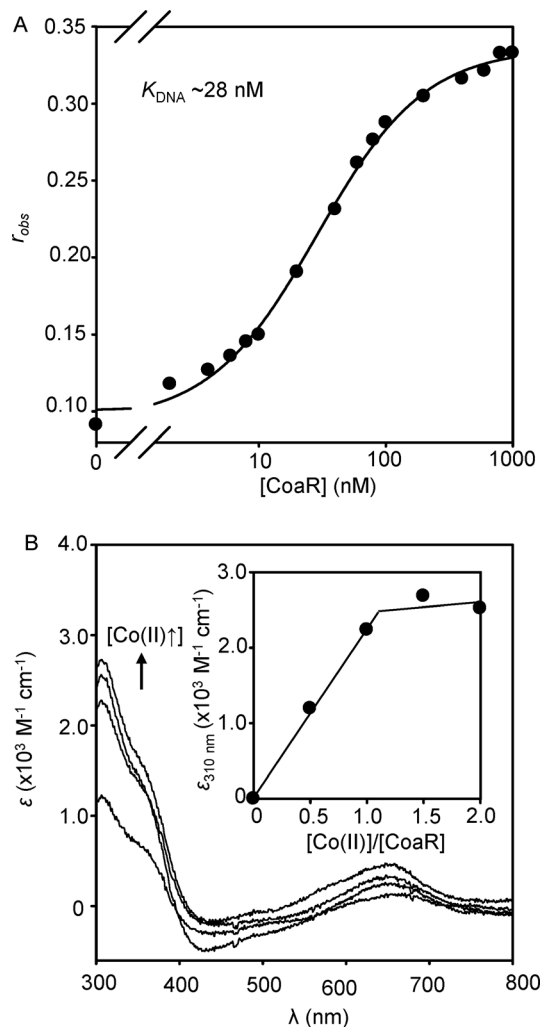 A
0.35
0.30
0.25
0.20
0.15
0.10
r_obs
K_DNA ~28 nM
0 10 100 1000
[CoaR] (nM)
B
4.0
3.0
2.0
1.0
0
ε (x10³ M⁻¹ cm⁻¹)
[Co(II)↑]
3.0
2.0
1.0
0
ε₃₁₀ nm (x10³ M⁻¹ cm⁻¹)
0 0.5 1.0 1.5 2.0
[Co(II)]/[CoaR]
300 400 500 600 700 800
λ (nm)